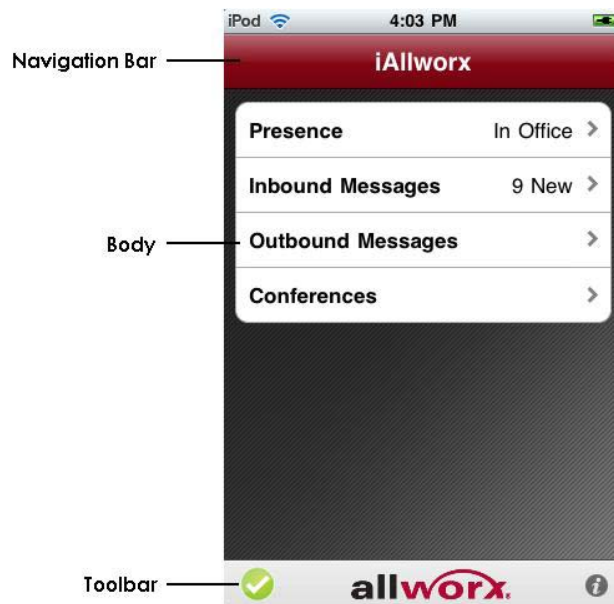 iPod 4:03 PM
Navigation Bar
iAllworx
Presence In Office
Inbound Messages 9 New
Body
Outbound Messages
Conferences
Toolbar
allworx.
i